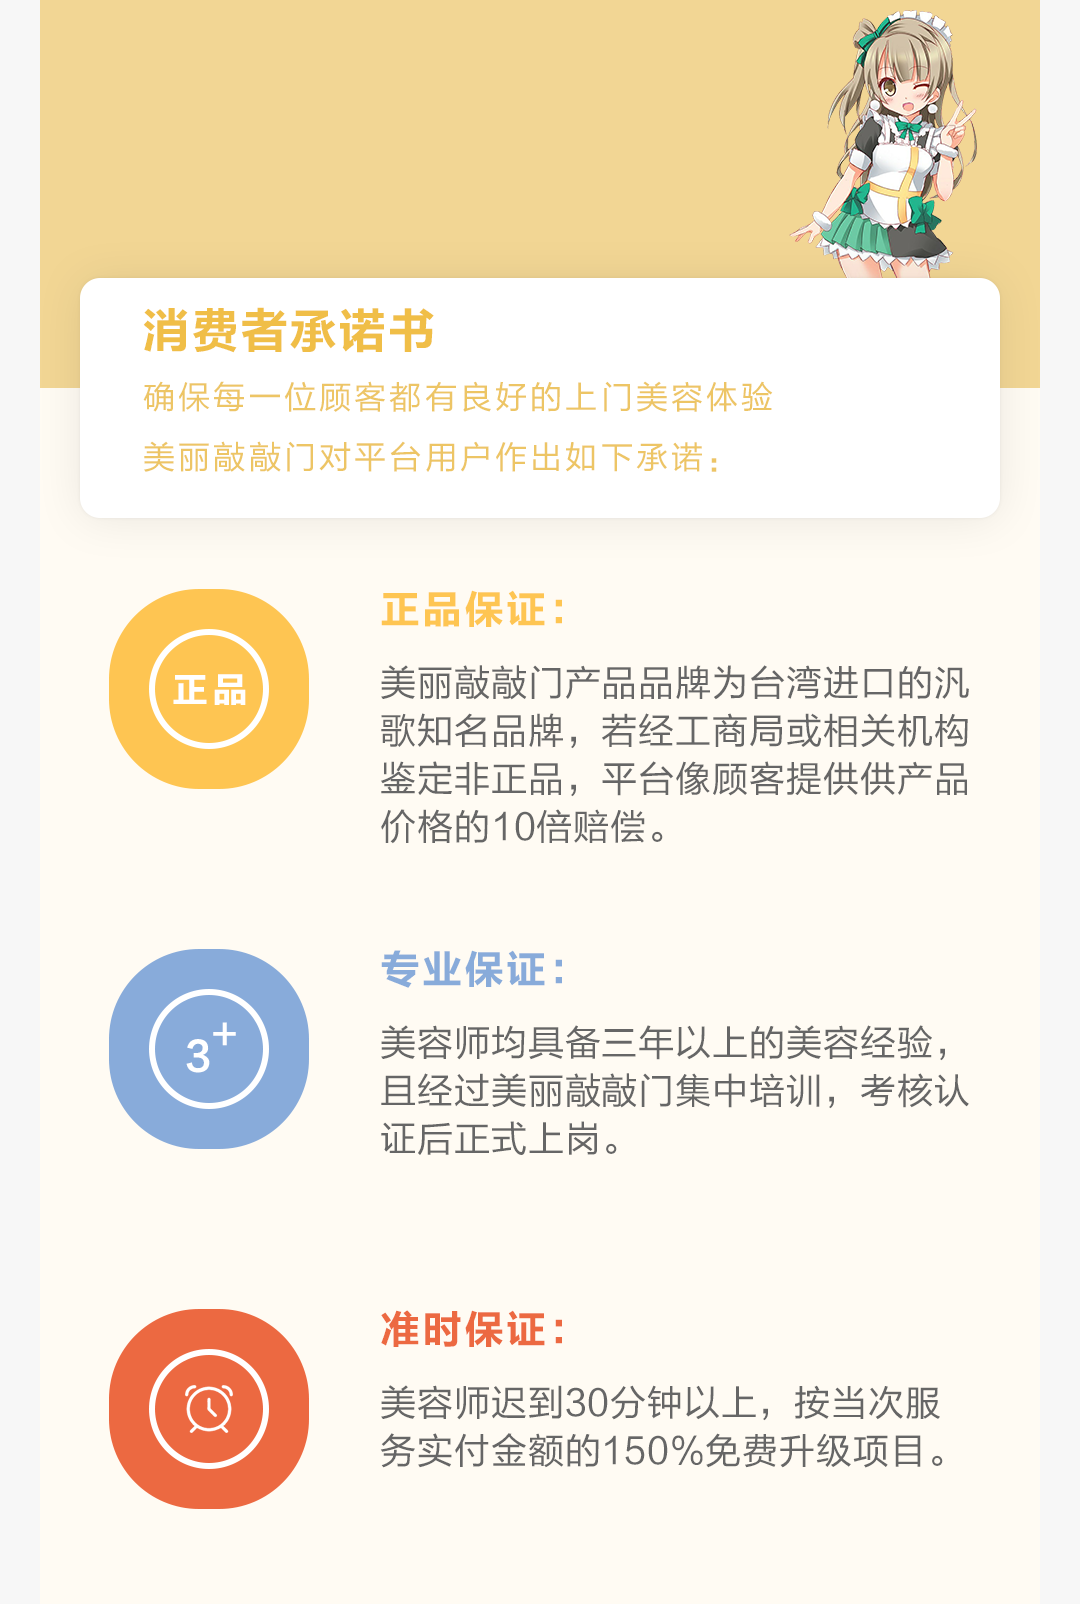 消费者承诺书
确保每一位顾客都有良好的上门美容体验
美丽敲敲门对平台用户作出如下承诺：
正品
正品保证：
美丽敲敲门产品品牌为台湾进口的汎
歌知名品牌，若经工商局或相关机构
鉴定非正品，平台像顾客提供供产品
价格的10倍赔偿。
3+
专业保证：
美容师均具备三年以上的美容经验，
且经过美丽敲敲门集中培训，考核认
证后正式上岗。
准时保证：
美容师迟到30分钟以上，按当次服
务实付金额的150%免费升级项目。